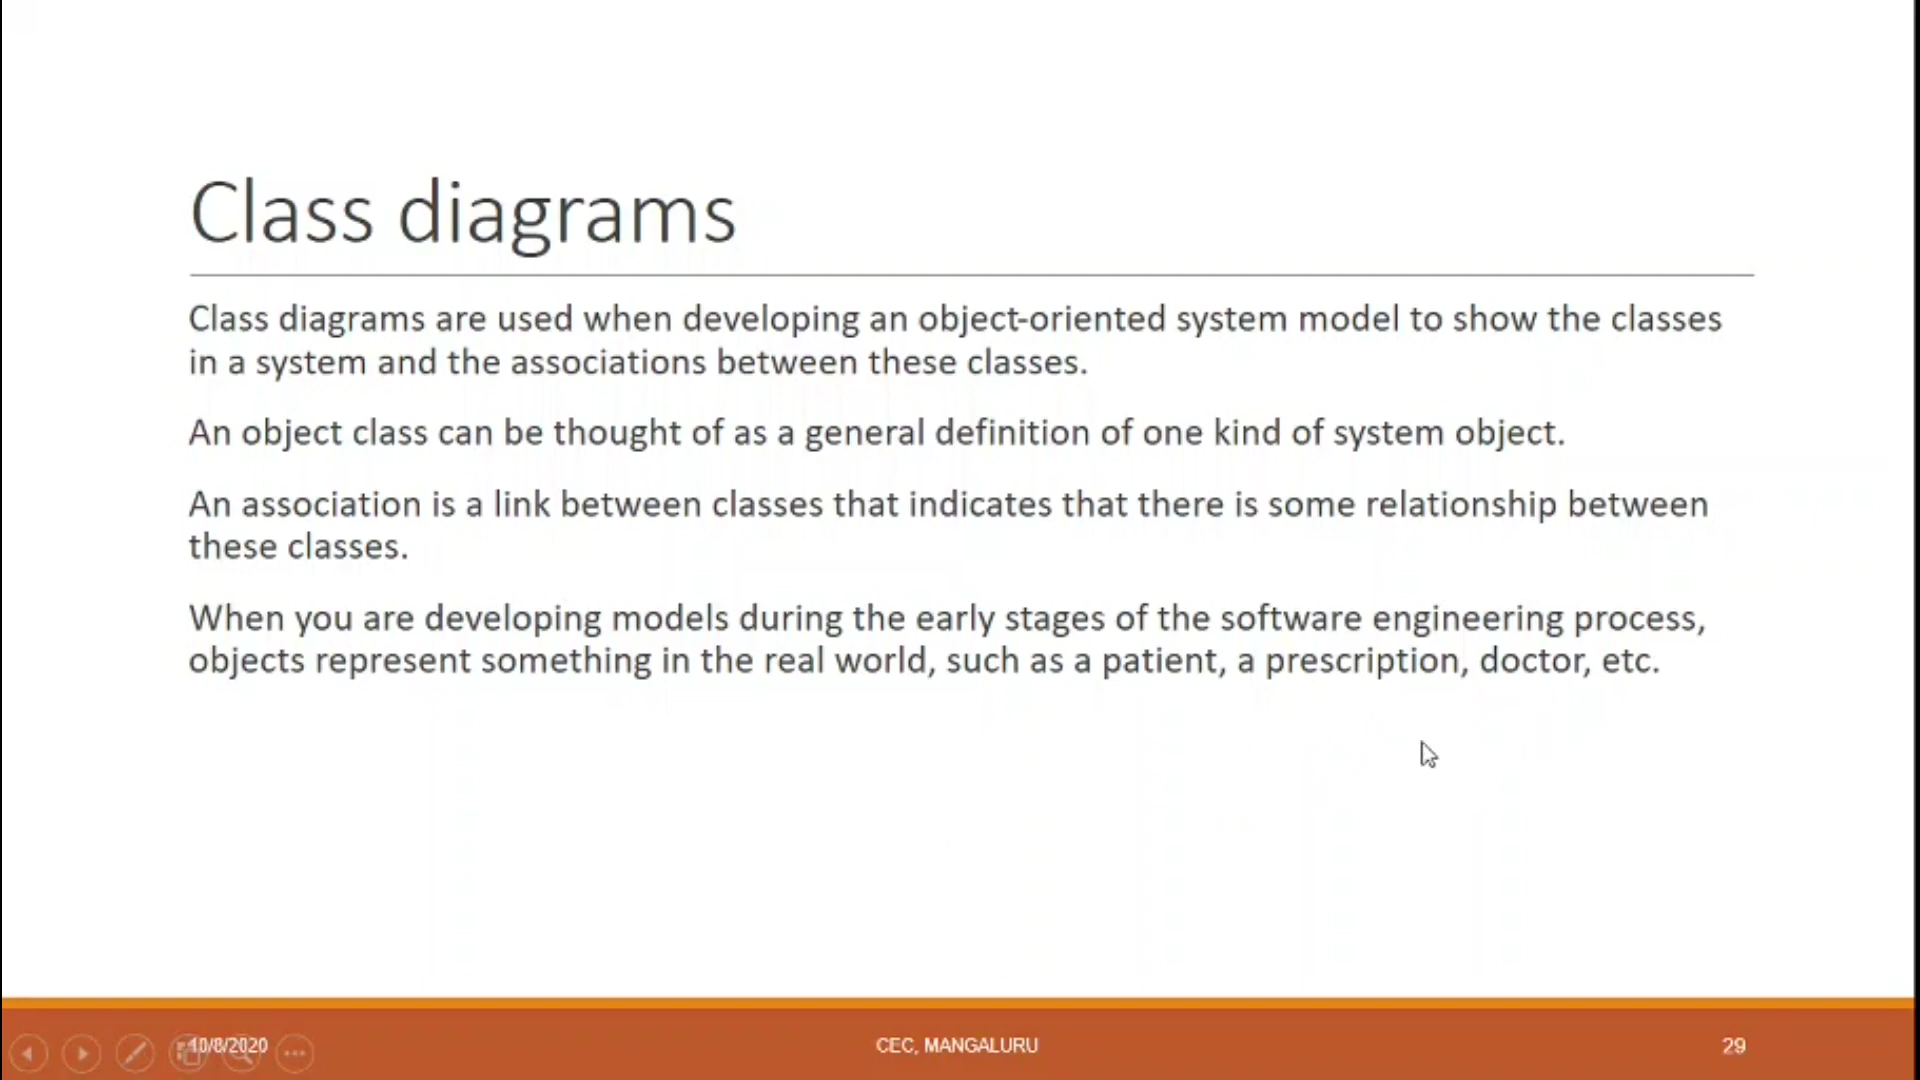 Class diagrams
Class diagrams are used when developing an object-oriented system model to show the classes
in a system and the associations between these classes.
An object class can be thought of as a general definition of one kind of system object.
An association is a link between classes that indicates that there is some relationship between
these classes.
When you are developing models during the early stages of the software engineering process,
objects represent something in the real world, such as a patient, a prescription, doctor, etc.
10/8/2020
CEC, MANGALURU
29